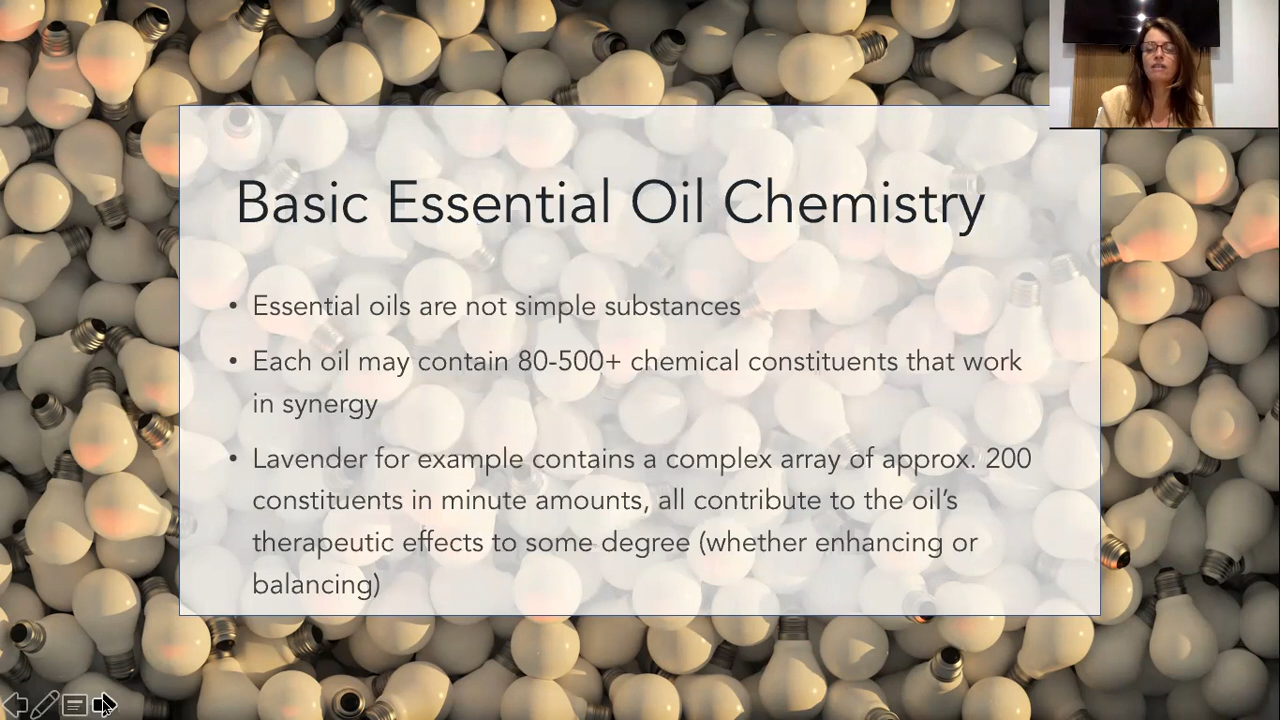 Basic Essential Oil Chemistry
• Essential oils are not simple substances
• Each oil may contain 80-500+ chemical constituents that work
in synergy
• Lavender for example contains a complex array of approx. 200
constituents in minute amounts, all contribute to the oil’s
therapeutic effects to some degree (whether enhancing or
balancing)